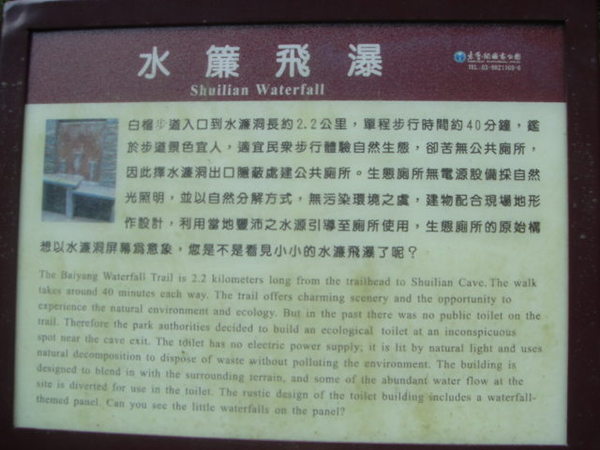 水簾飛瀑
太魯閣國家公園
Shuilian Waterfall
白楊步道入口到水濂洞長約2.2公里，單程步行時間約40分鐘，鑑
於步道景色宜人，適宜民衆步行體驗自然生態，卻苦無公共廁所，
因此擇水濂洞出口隱蔽處建公共廁所。生態廁所無電源設備採自然
光照明，並以自然分解方式，無污染環境之虞，建物配合現場地形
作設計，利用當地豐沛之水源引導至廁所使用，生態廁所的原始構
想以水濂洞屏幕為意象，您是不是看見小小的水濂飛瀑了呢？
The Baiyang Waterfall Trail is 2.2 kilometers long from the trailhead to Shuilian Cave. The walk
takes around 40 minutes each way. The trail offers charming scenery and the opportunity to
experience the natural environment and ecology. But in the past there was no public toilet on the
trail. Therefore the park authorities decided to build an ecological toilet at an inconspicuous
spot near the cave exit. The toilet has no electric power supply; it is lit by natural light and uses
natural decomposition to dispose of waste without polluting the environment. The building is
designed to blend in with the surrounding terrain, and some of the abundant water flow at the
site is diverted for use in the toilet. The rustic design of the toilet building includes a waterfall-
themed panel. Can you see the little waterfalls on the panel?